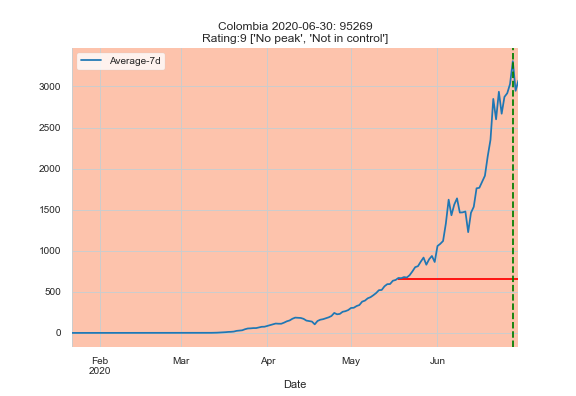 Colombia 2020-06-30: 95269
Rating:9 ['No peak', 'Not in control']
Average-7d
3000
2500
2000
1500
1000
500
0
Feb
2020
Mar
Apr
May
Jun
Date